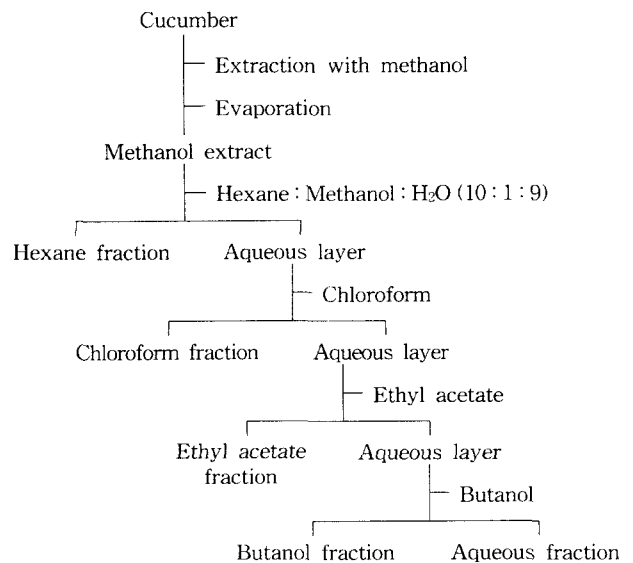 Cucumber
Extraction with methanol
Evaporation
Methanol extract
Hexane : Methanol : H₂O (10 : 1 : 9)
Hexane fraction Aqueous layer
Chloroform
Chloroform fraction Aqueous layer
Ethyl acetate
Ethyl acetate fraction Aqueous layer
Butanol
Butanol fraction Aqueous fraction